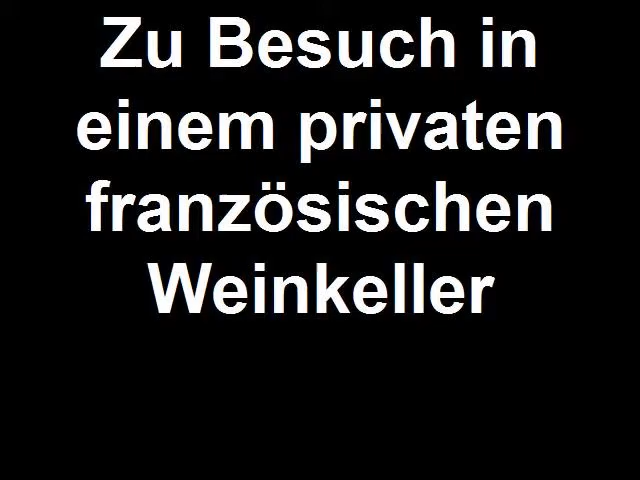 Zu Besuch in
einem privaten
französischen
Weinkeller